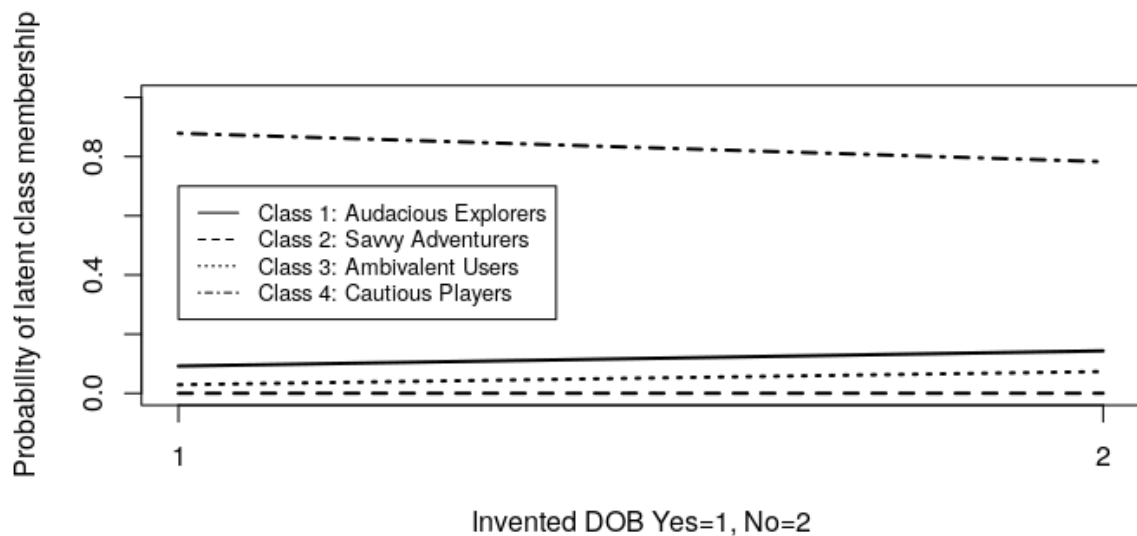 Probability of latent class membership
0.8
0.4
0.0
Class 1: Audacious Explorers
Class 2: Savvy Adventurers
Class 3: Ambivalent Users
Class 4: Cautious Players
1 2
Invented DOB Yes=1, No=2